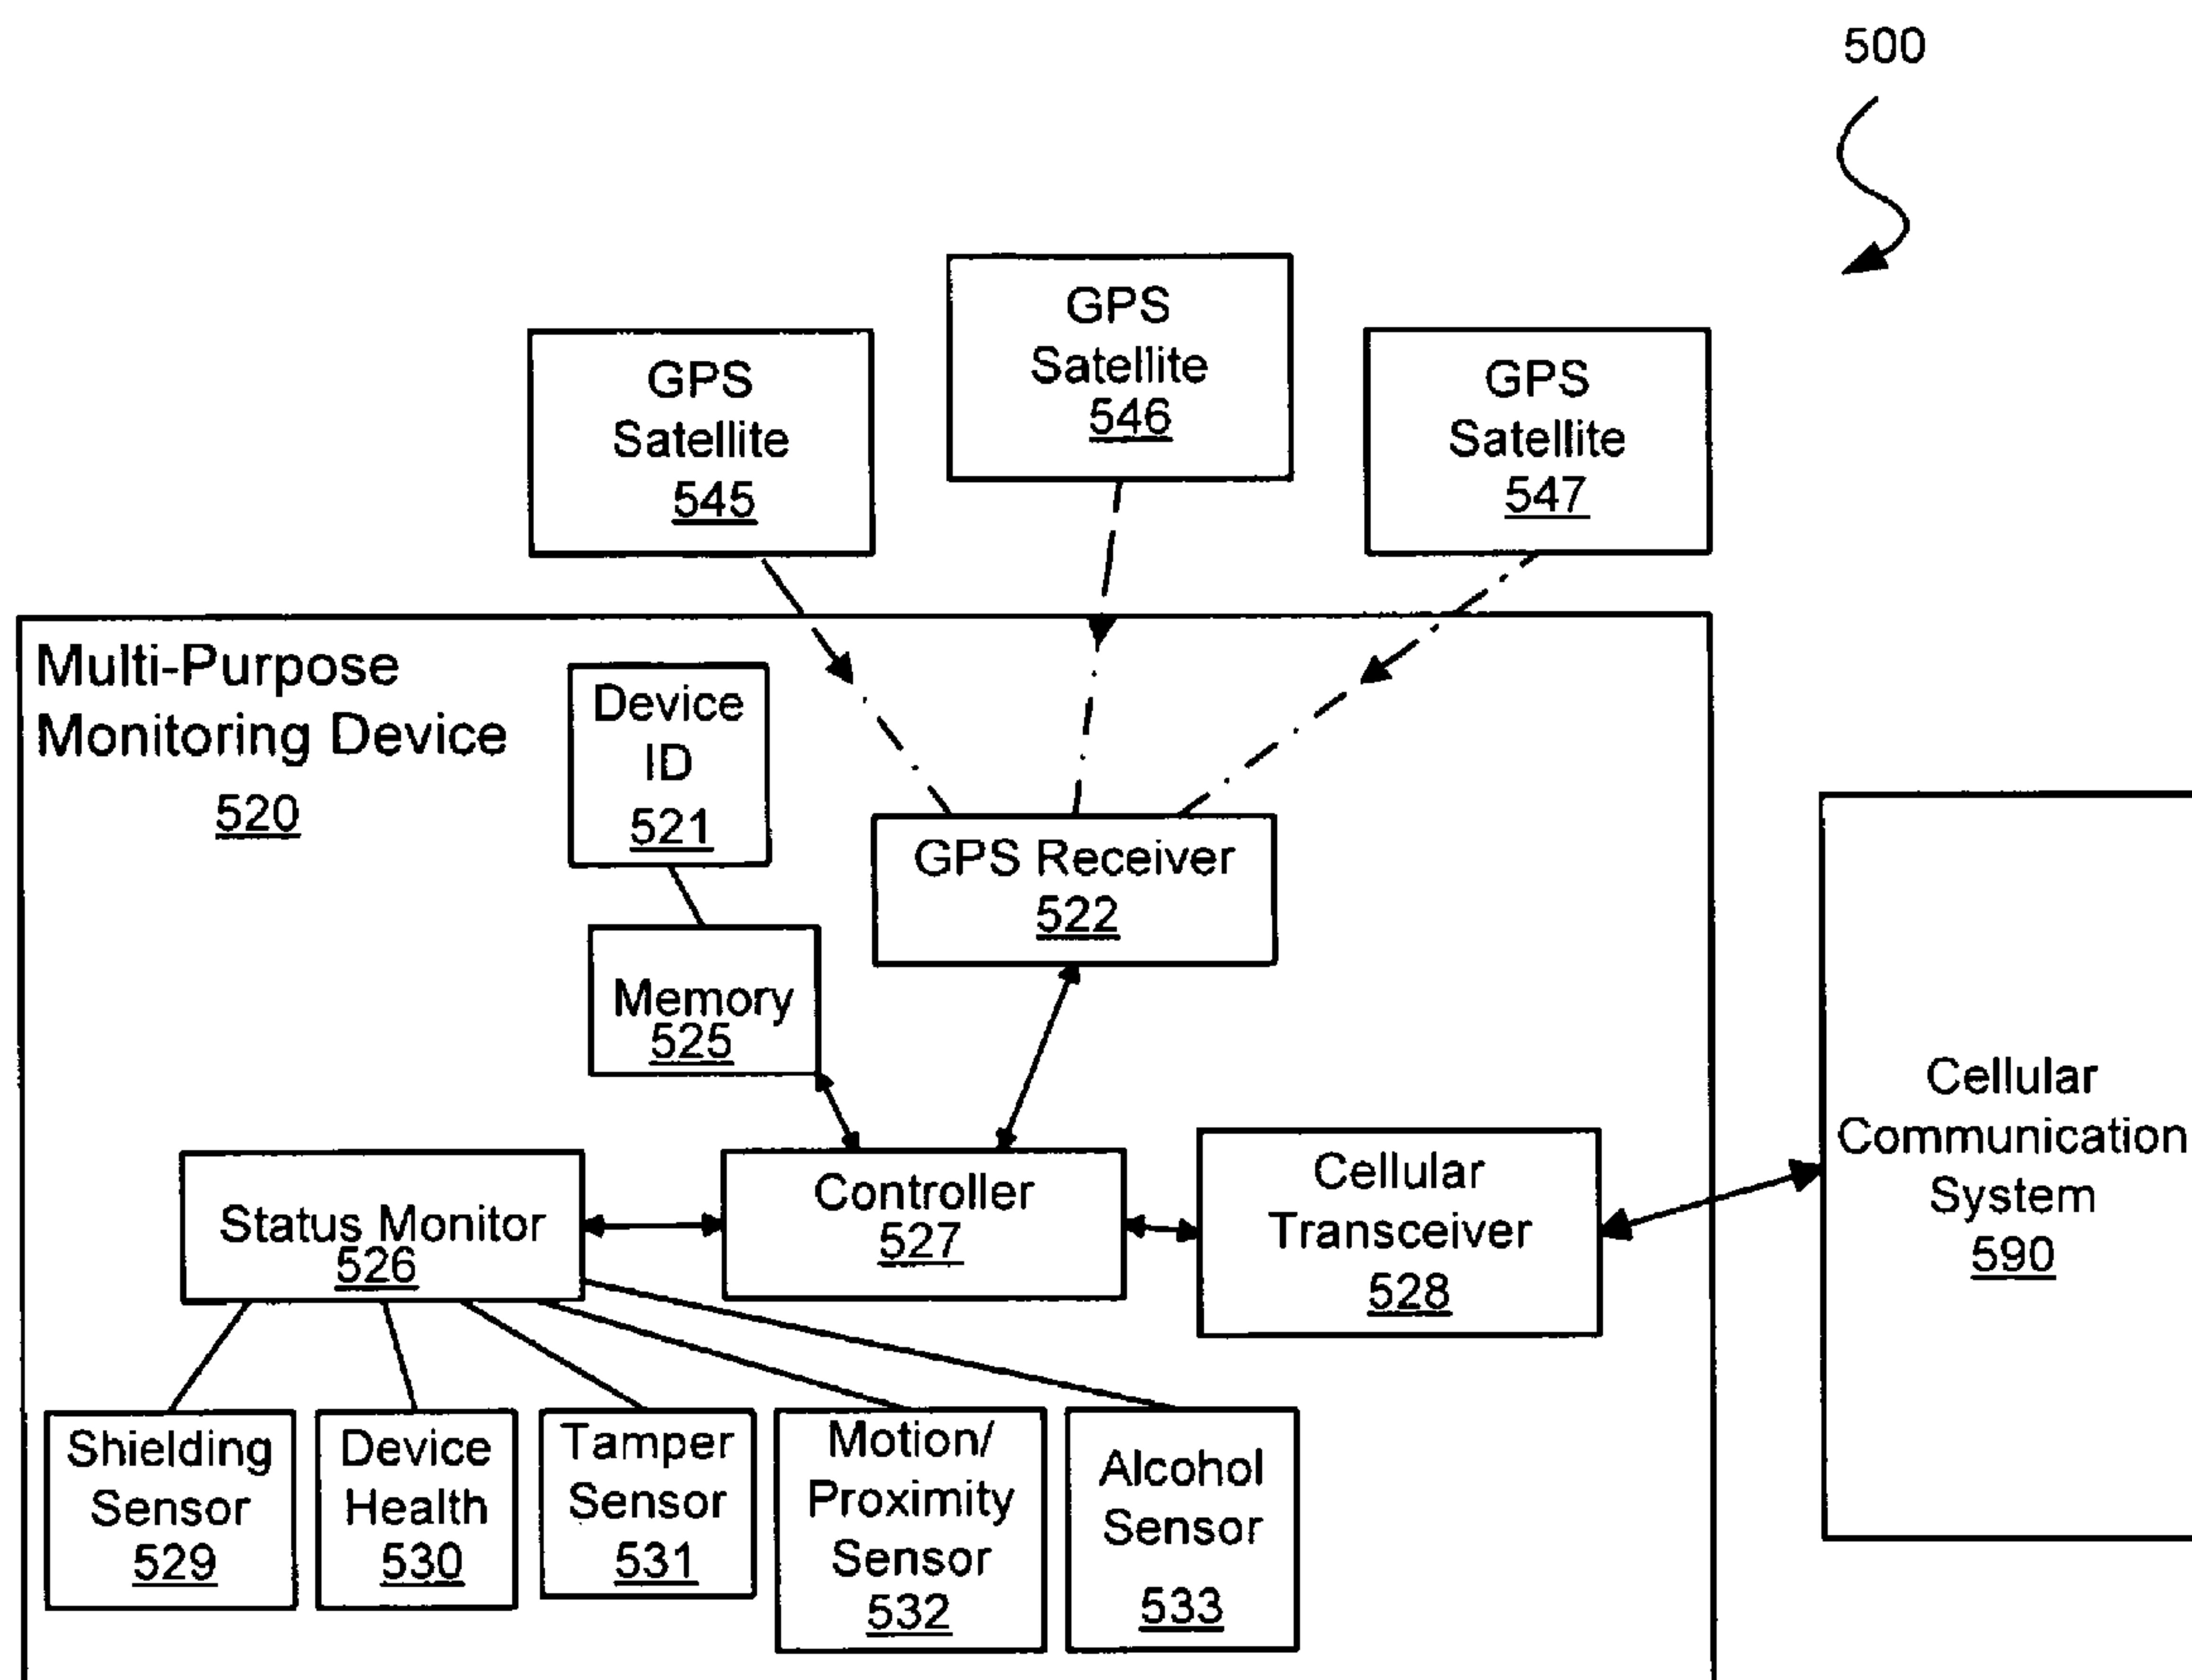 500
GPS
Satellite
545
GPS
Satellite
546
GPS
Satellite
547
Multi-Purpose
Monitoring Device
520
Device
ID
521
GPS Receiver
522
Memory
525
Status Monitor
526
Controller
527
Cellular
Transceiver
528
Cellular
Communication
System
590
Shielding
Sensor
529
Device
Health
530
Tamper
Sensor
531
Motion/
Proximity
Sensor
532
Alcohol
Sensor
533